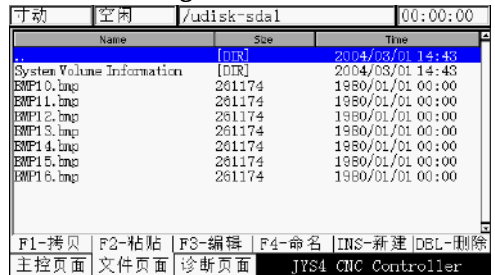 寸动 空闲 /udisk-sda1 00:00:00
Name Size Time
.. [DIR] 2004/03/01 14:43
System Volume Information [DIR] 2004/03/01 14:43
BMP10.bmp 261174 1980/01/01 00:00
BMP11.bmp 261174 1980/01/01 00:00
BMP12.bmp 261174 1980/01/01 00:00
BMP13.bmp 261174 1980/01/01 00:00
BMP14.bmp 261174 1980/01/01 00:00
BMP15.bmp 261174 1980/01/01 00:00
BMP16.bmp 261174 1980/01/01 00:00
F1-拷贝 F2-粘贴 F3-编辑 F4-命名 INS-新建 DEL-删除
主控页面 文件页面 诊断页面 JYS4 CNC Controller